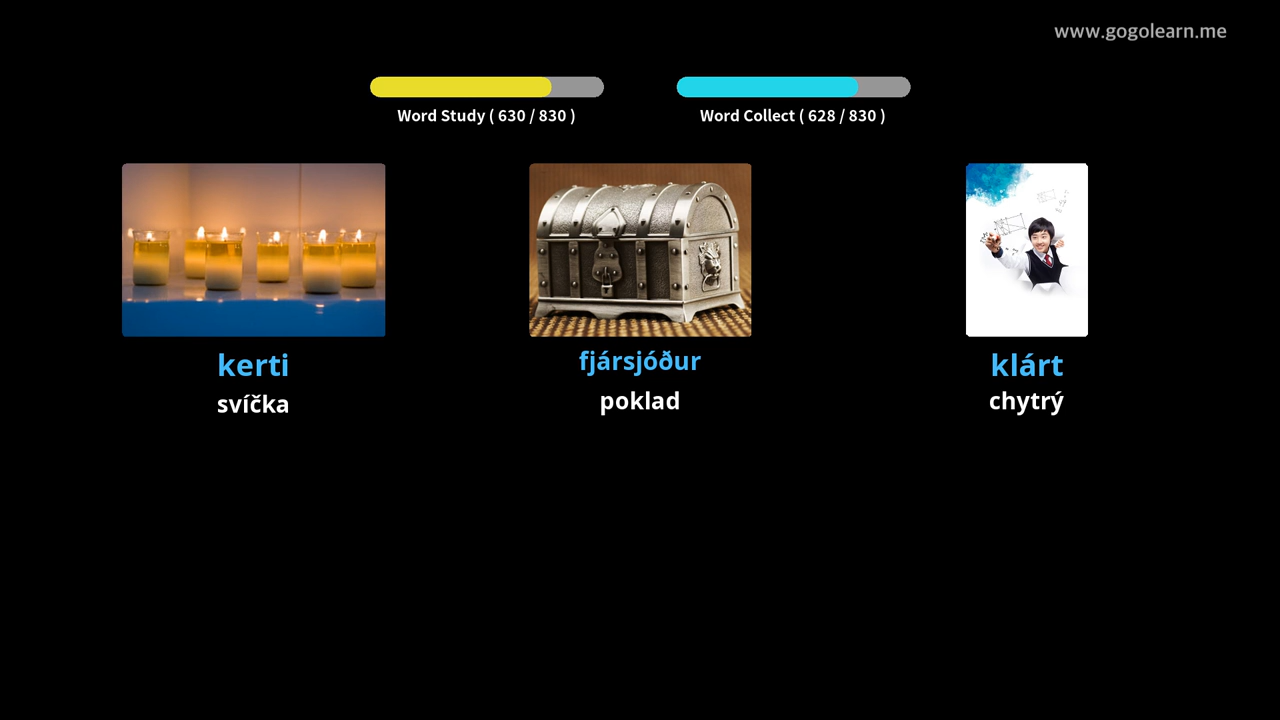 www.gogolearn.me
Word Study ( 630 / 830 )
Word Collect ( 628 / 830 )
kerti
svíčka
fjársjóður
poklad
klárt
chytrý